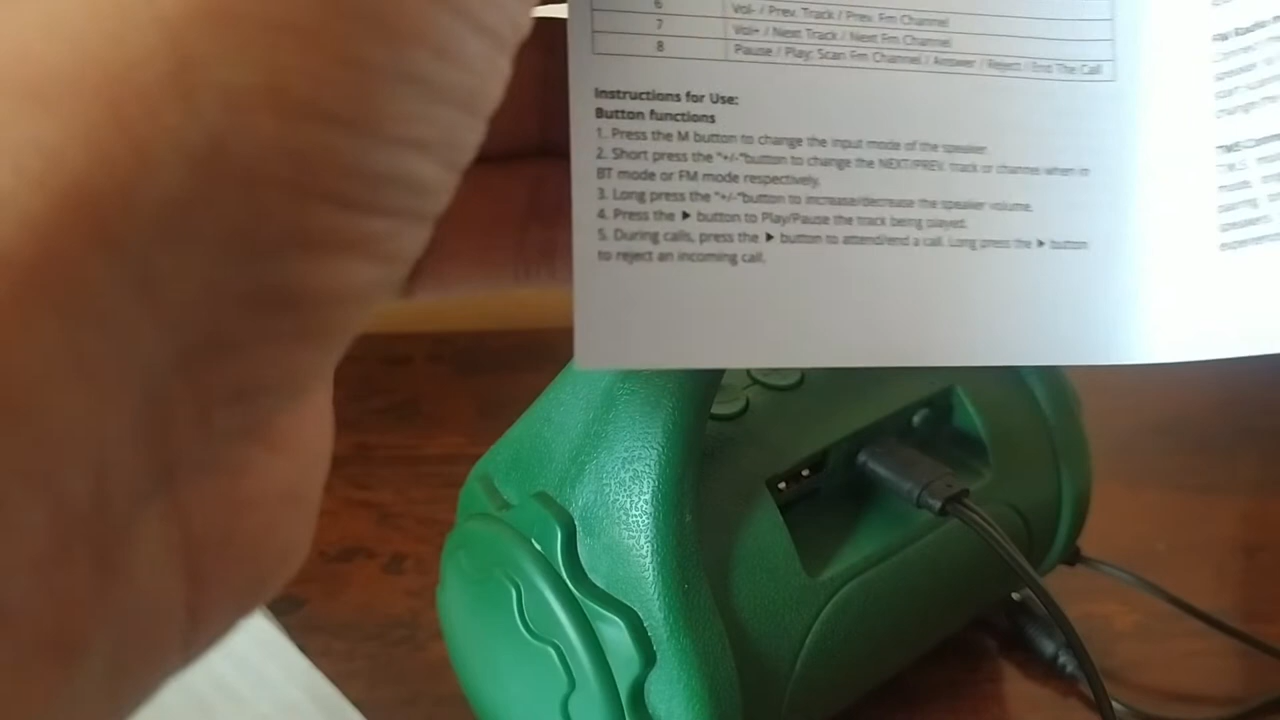 6 Vol- / Prev. Track / Prev. Fm Channel
7 Vol+ / Next Track / Next Fm Channel
8 Pause / Play; Scan Fm Channel / Answer / Reject / End The Call
Instructions for Use:
Button functions
1. Press the M button to change the input mode of the speaker.
2. Short press the "+/-"button to change the NEXT/PREV. track or channel when in
BT mode or FM mode respectively.
3. Long press the "+/-"button to increase/decrease the speaker volume.
4. Press the ▶ button to Play/Pause the track being played.
5. During calls, press the ▶ button to attend/end a call. Long press the ▶ button
to reject an incoming call.